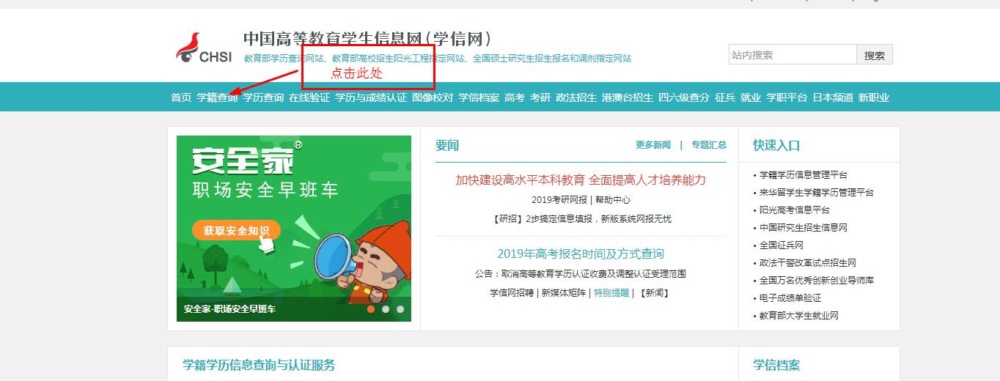 CHSI
中国高等教育学生信息网(学信网)
教育部学历查询网站、教育部高校招生阳光工程指定网站、全国硕士研究生招生报名和调剂指定网站
点击此处
站内搜索 搜索
首页 学籍查询 学历查询 在线验证 学历与成绩认证 图像校对 学信档案 高考 考研 政法招生 港澳台招生 四六级查分 征兵 就业 学职平台 日本频道 新职业
安全家®
职场安全早班车
获取安全知识
安全家-职场安全早班车
要闻 更多新闻 | 专题汇总
加快建设高水平本科教育 全面提高人才培养能力
2019考研网报 | 帮助中心
【研招】2步搞定信息填报，新版系统网报无忧
2019年高考报名时间及方式查询
公告：取消高等教育学历认证收费及调整认证受理范围
学信网招聘 | 新媒体矩阵 | 特别提醒 | 【新闻】
快速入口
• 学籍学历信息管理平台
• 来华留学生学籍学历管理平台
• 阳光高考信息平台
• 中国研究生招生信息网
• 全国征兵网
• 政法干警改革试点招生网
• 全国万名优秀创新创业导师库
• 电子成绩单验证
• 教育部大学生就业网
学籍学历信息查询与认证服务
学信档案